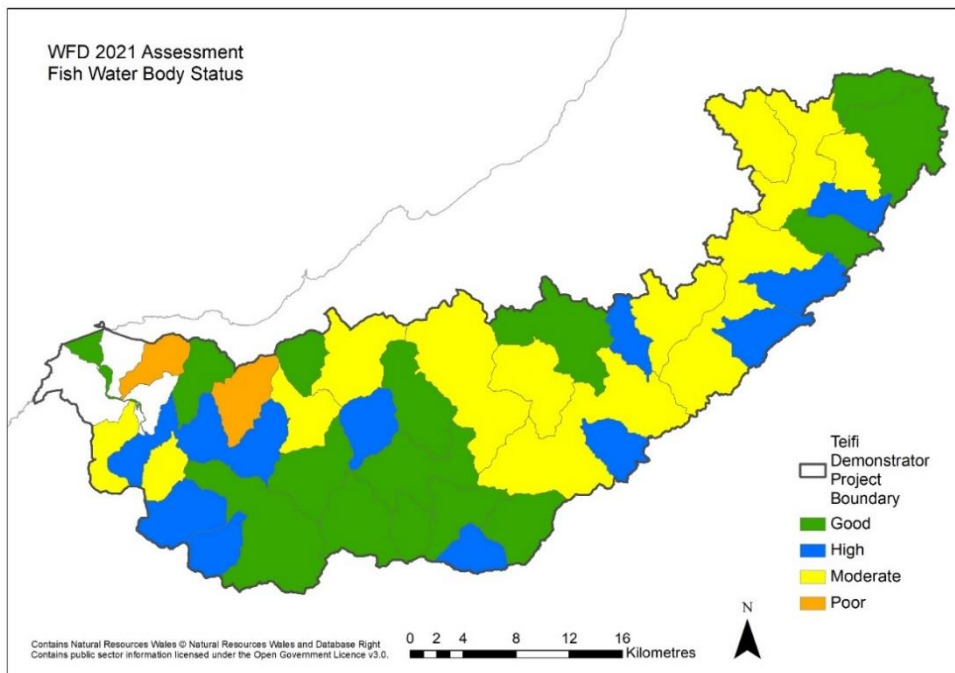 WFD 2021 Assessment
Fish Water Body Status
Teifi
Demonstrator
Project
Boundary
Good
High
Moderate
Poor
N
0 2 4 8 12 16
Kilometres
Contains Natural Resources Wales © Natural Resources Wales and Database Right
Contains public sector information licensed under the Open Government Licence v3.0.